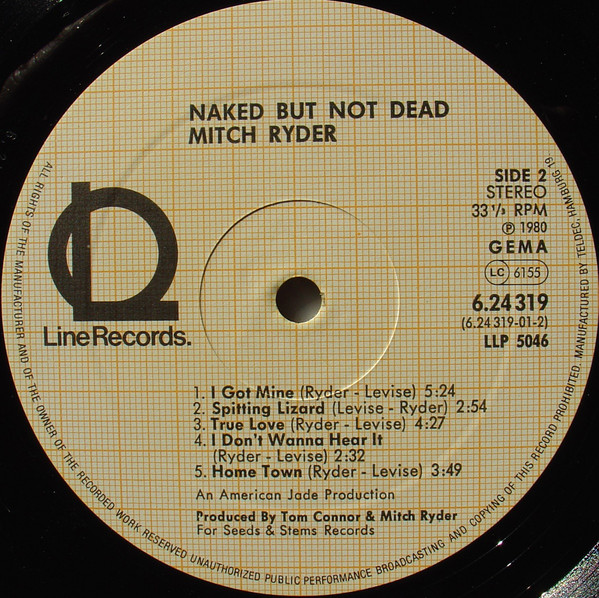 NAKED BUT NOT DEAD
MITCH RYDER
SIDE 2
STEREO
33 1/3 RPM
Ⓟ 1980
GEMA
LC 6155
6.24 319
(6.24 319-01-2)
LLP 5046
LineRecords.
1. I Got Mine (Ryder - Levise) 5:24
2. Spitting Lizard (Levise - Ryder) 2:54
3. True Love (Ryder - Levise) 4:27
4. I Don't Wanna Hear It
(Ryder - Levise) 2:32
5. Home Town (Ryder - Levise) 3:49
An American Jade Production
Produced By Tom Connor & Mitch Ryder
For Seeds & Stems Records
ALL RIGHTS OF THE MANUFACTURER AND OF THE OWNER OF THE RECORDED WORK RESERVED UNAUTHORIZED PUBLIC PERFORMANCE BROADCASTING AND COPYING OF THIS RECORD PROHIBITED. MANUFACTURED BY TELDEC, HAMBURG 19